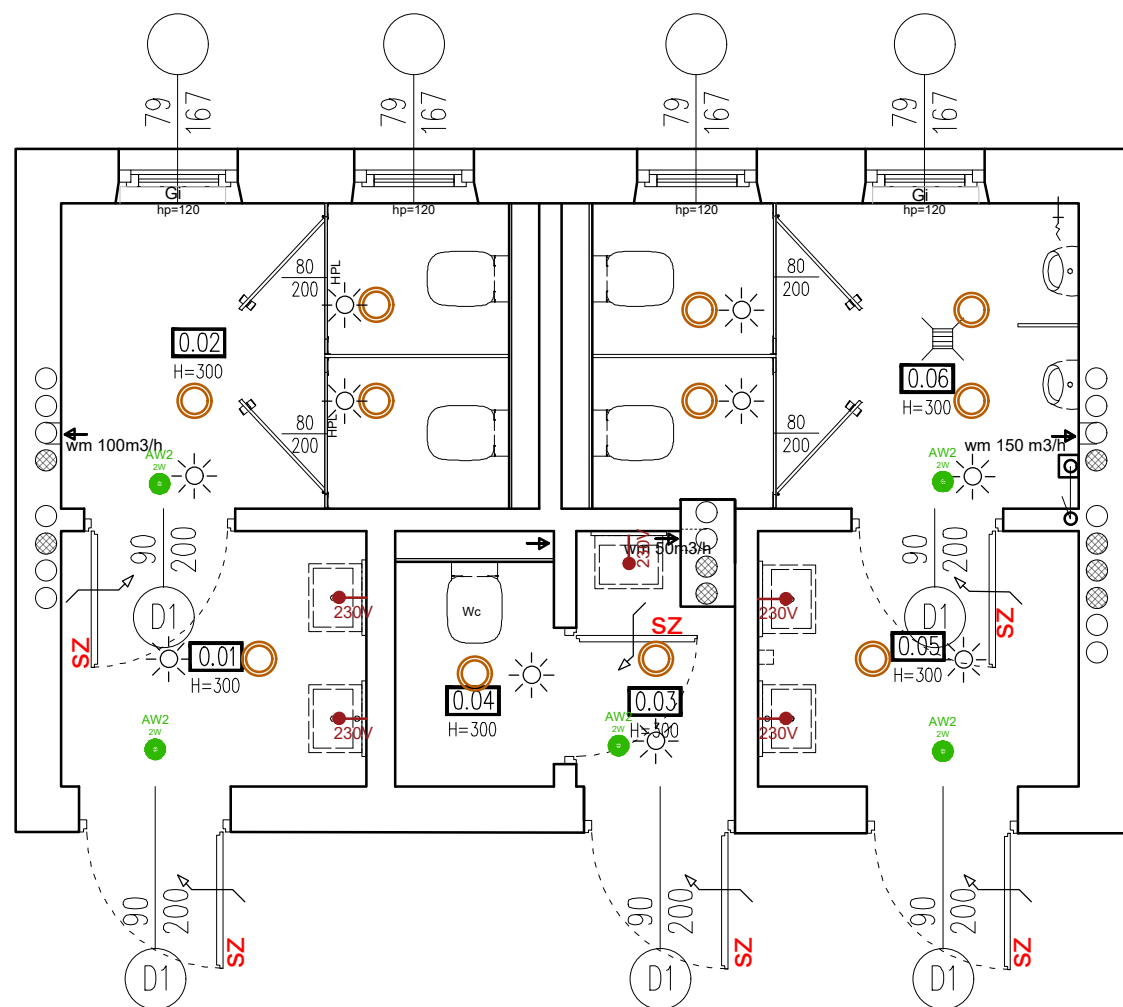 79
167
79
167
79
167
79
167
Gi
hp=120
hp=120
hp=120
Gi
hp=120
80
200
HPL
80
200
0.02
H=300
0.06
H=300
80
200
HPL
80
200
wm 100m3/h
wm 150 m3/h
AW2
2W
AW2
2W
90
200
D1
SZ
wm 50m3/h
230V
90
200
D1
SZ
230V
Wc
230V
SZ
0.01
H=300
0.05
H=300
0.04
H=300
0.03
H=300
AW2
2W
230V
AW2
2W
230V
AW2
2W
90
200
D1
SZ
90
200
D1
SZ
90
200
D1
SZ